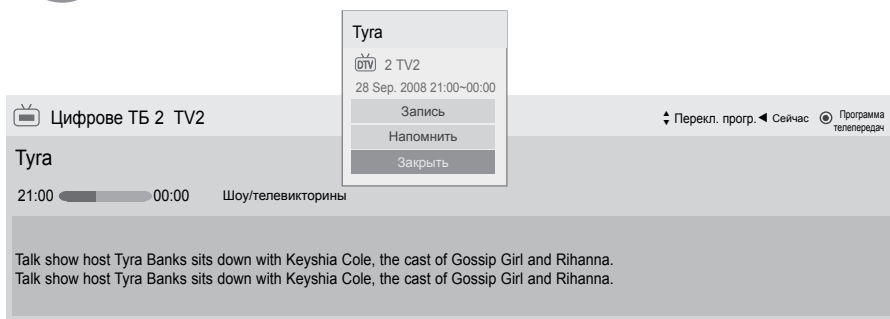 Tyra
DTV 2 TV2
28 Sep. 2008 21:00~00:00
Запись
Напомнить
Закрыть
Цифрове ТБ 2 TV2
Перекл. прогр. Сейчас Программа
телепередач
Tyra
21:00 00:00 Шоу/телевикторины
Talk show host Tyra Banks sits down with Keyshia Cole, the cast of Gossip Girl and Rihanna.
Talk show host Tyra Banks sits down with Keyshia Cole, the cast of Gossip Girl and Rihanna.